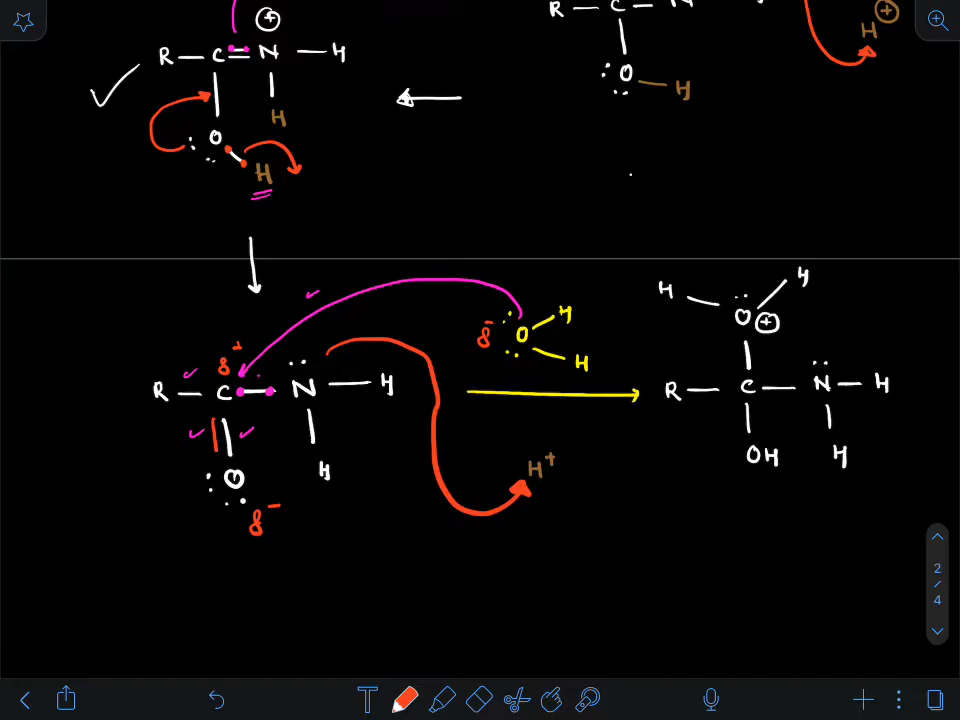 R — C — N
H⊕
:O — H
⊕
R — C = N — H
H
:O
H
H H
:O⊕
δ⁻ :O: H
H
δ⁺
R — C — N̈ — H
:O: H
δ⁻
H⁺
R — C — N̈ — H
OH H
2
/
4
T